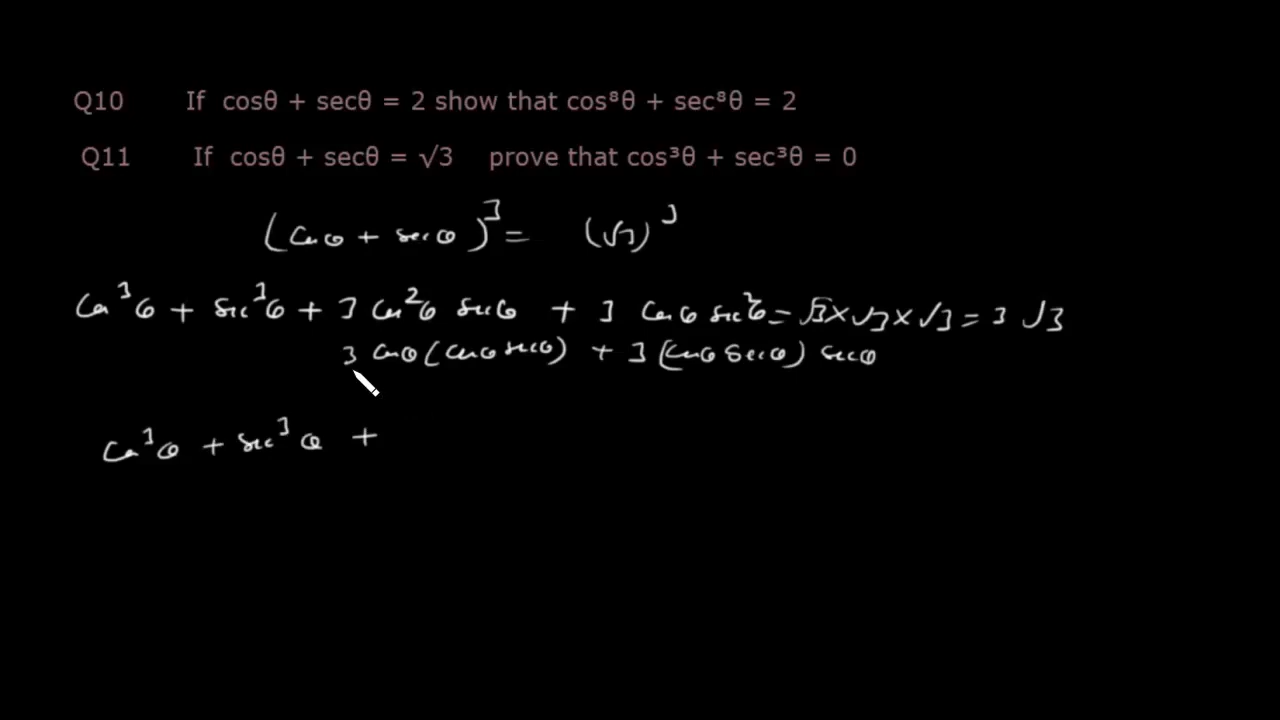 Q10 If cosθ + secθ = 2 show that cos⁸θ + sec⁸θ = 2
Q11 If cosθ + secθ = √3 prove that cos³θ + sec³θ = 0
(cosθ + secθ)³ = (√3)³
cos³θ + sec³θ + 3 cos²θ secθ + 3 cosθ sec²θ = √3 × √3 × √3 = 3 √3
3 cosθ (cosθ secθ) + 3 (cosθ secθ) secθ
cos³θ + sec³θ +